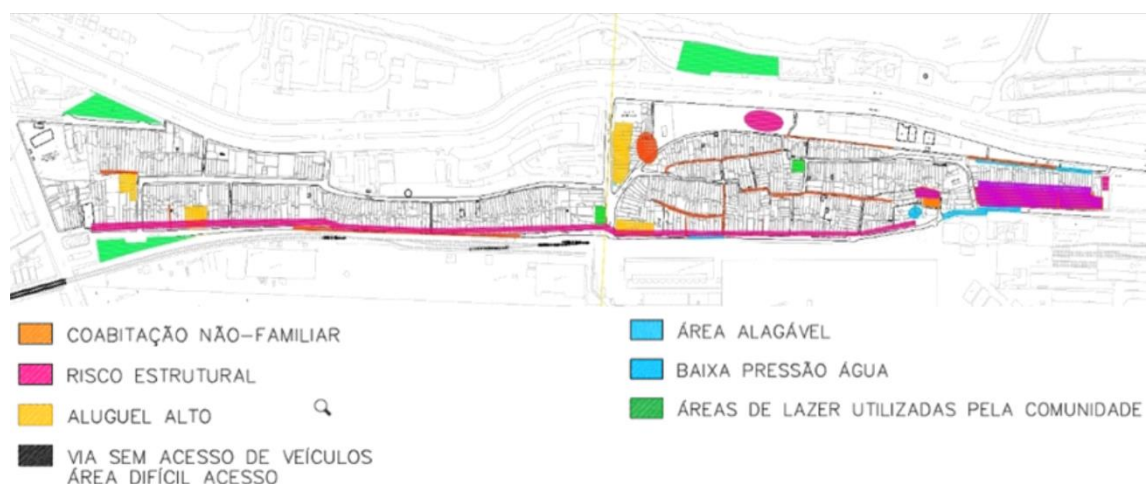 COABITAÇÃO NÃO-FAMILIAR
RISCO ESTRUTURAL
ALUGUEL ALTO
VIA SEM ACESSO DE VEÍCULOS
ÁREA DIFÍCIL ACESSO
ÁREA ALAGÁVEL
BAIXA PRESSÃO ÁGUA
ÁREAS DE LAZER UTILIZADAS PELA COMUNIDADE